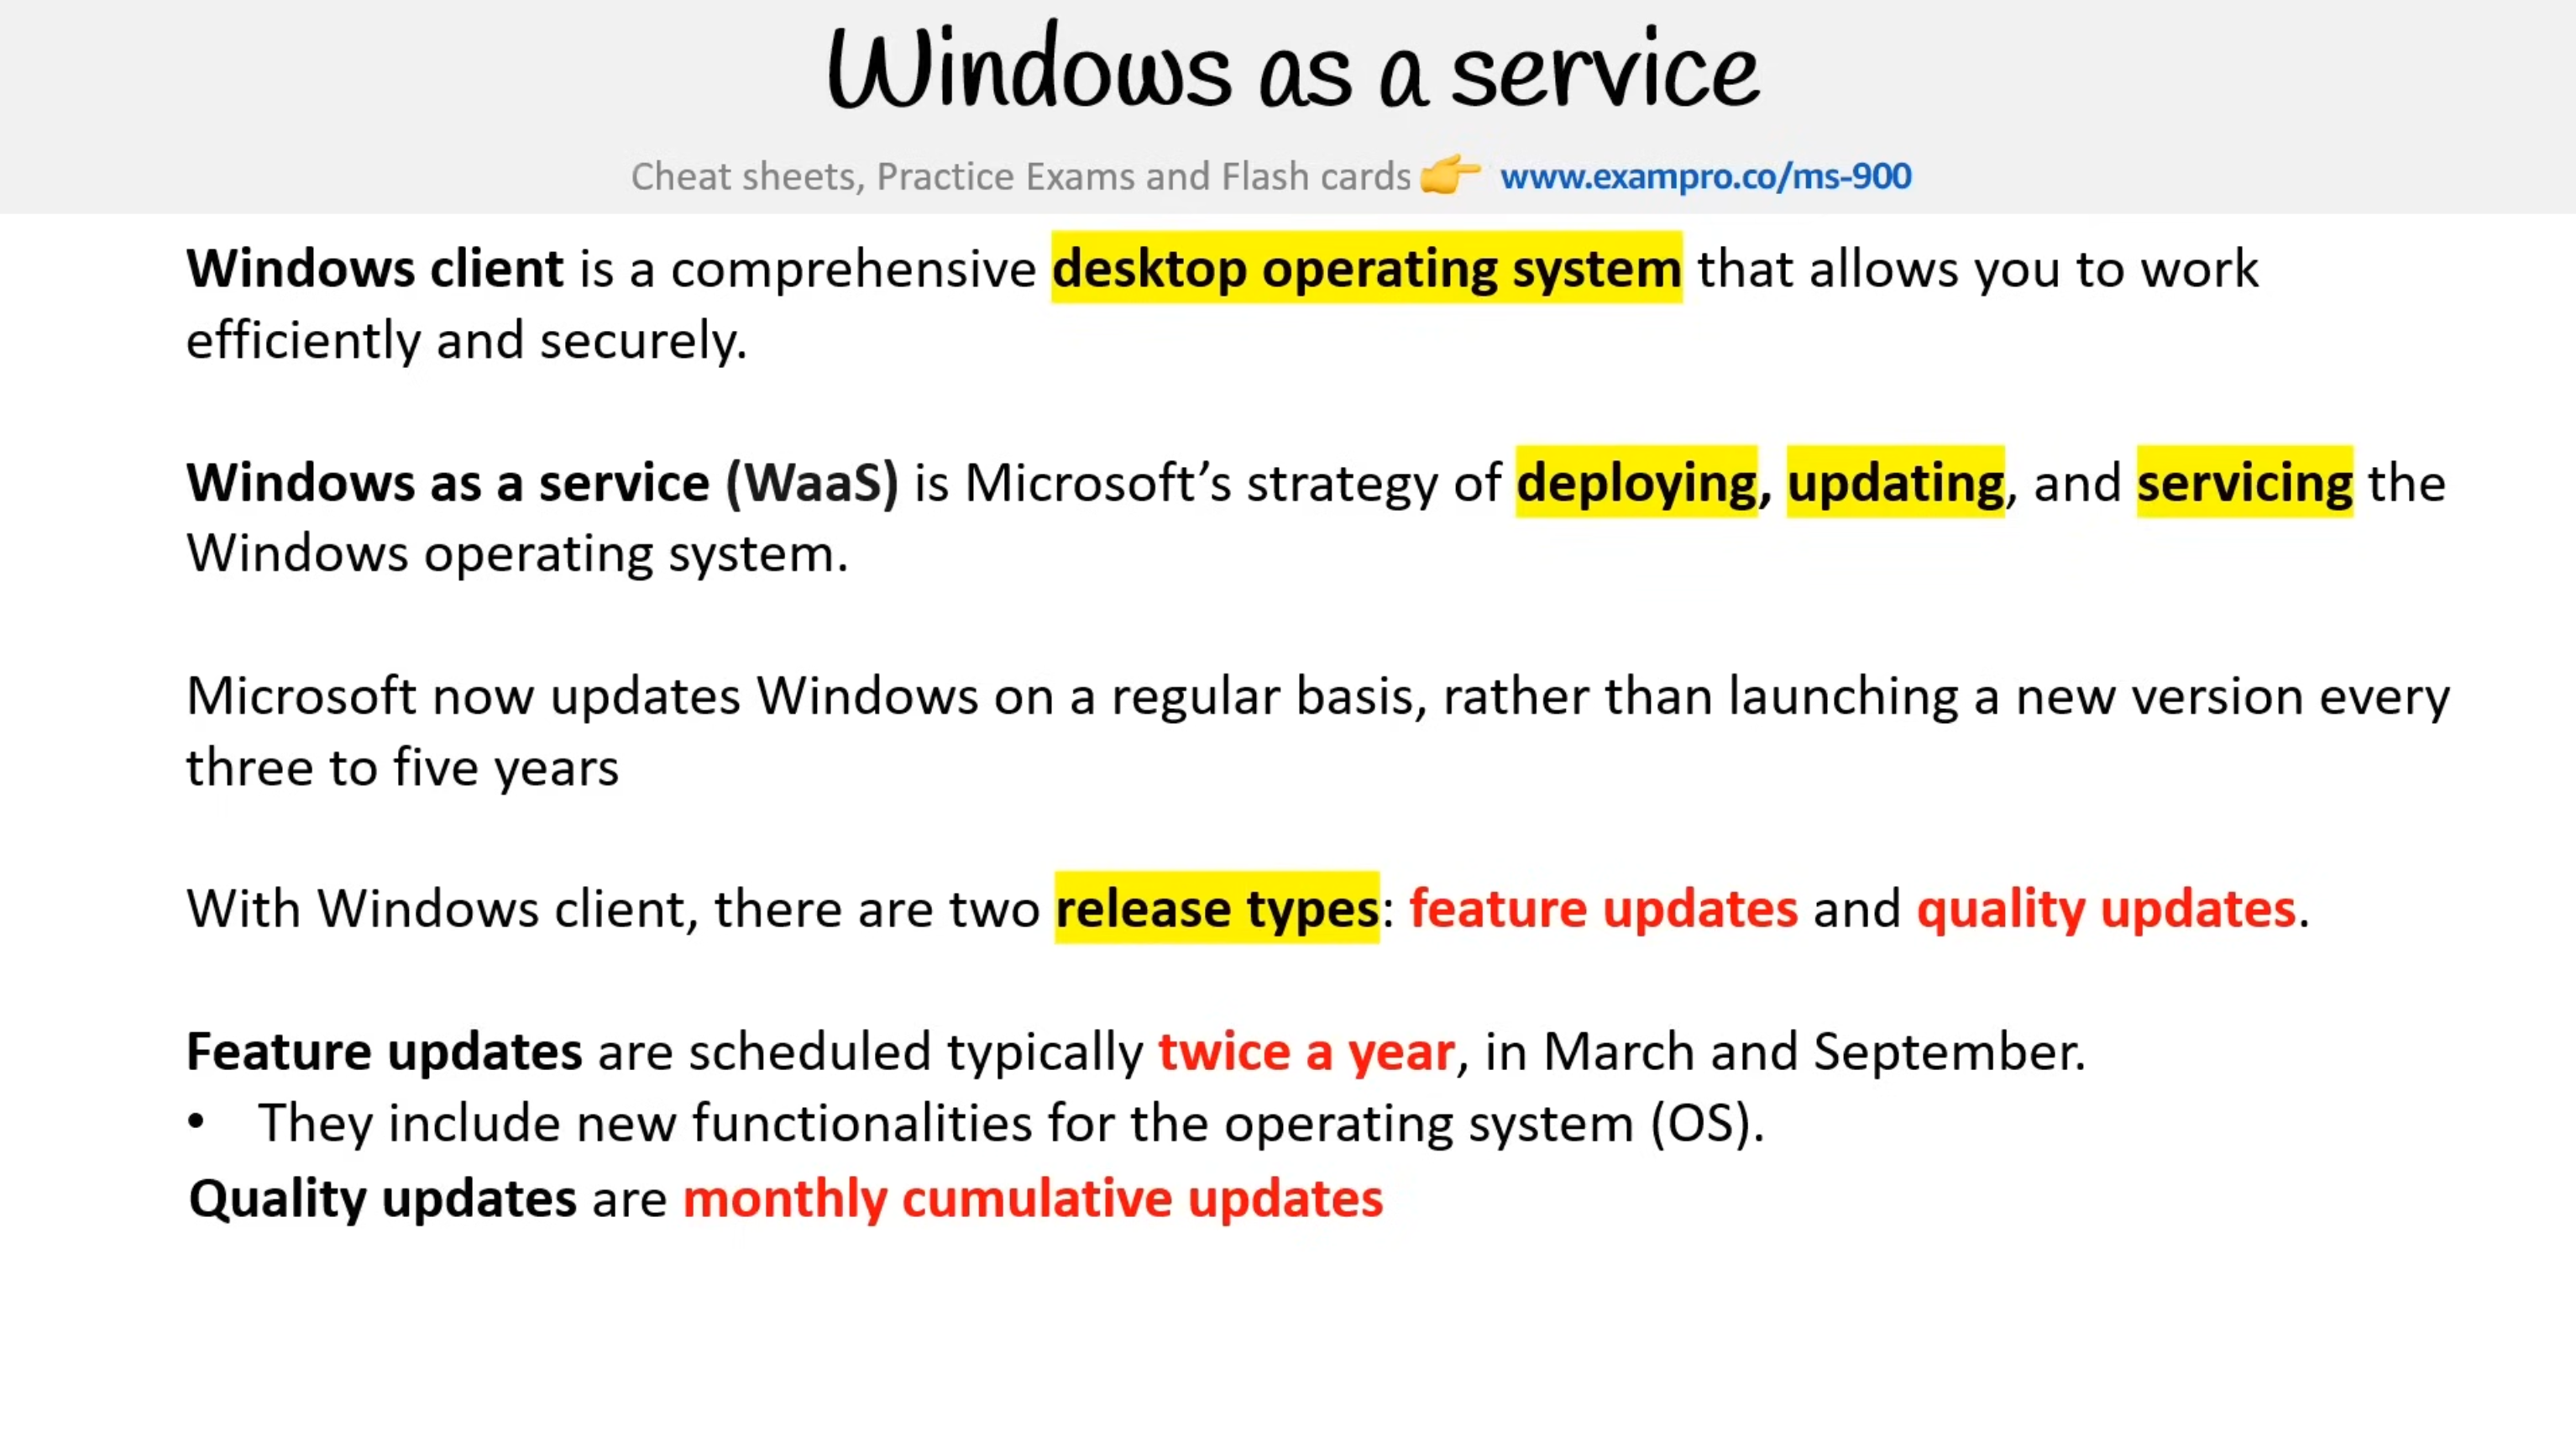 Windows as a service
Cheat sheets, Practice Exams and Flash cards 👉 www.exampro.co/ms-900
Windows client is a comprehensive desktop operating system that allows you to work
efficiently and securely.
Windows as a service (WaaS) is Microsoft’s strategy of deploying, updating, and servicing the
Windows operating system.
Microsoft now updates Windows on a regular basis, rather than launching a new version every
three to five years
With Windows client, there are two release types: feature updates and quality updates.
Feature updates are scheduled typically twice a year, in March and September.
• They include new functionalities for the operating system (OS).
Quality updates are monthly cumulative updates